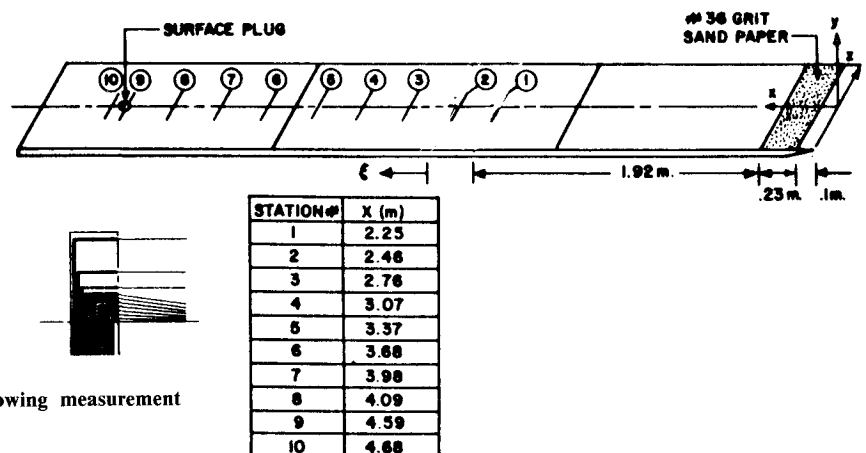 SURFACE PLUG
# 36 GRIT
SAND PAPER
y
z
x
10 9 8 7 6 5 4 3 2 1
ξ
1.92 m.
.23 m.
.1m.
STATION# X (m)
1 2.25
2 2.46
3 2.76
4 3.07
5 3.37
6 3.68
7 3.98
8 4.09
9 4.59
10 4.68
owing measurement